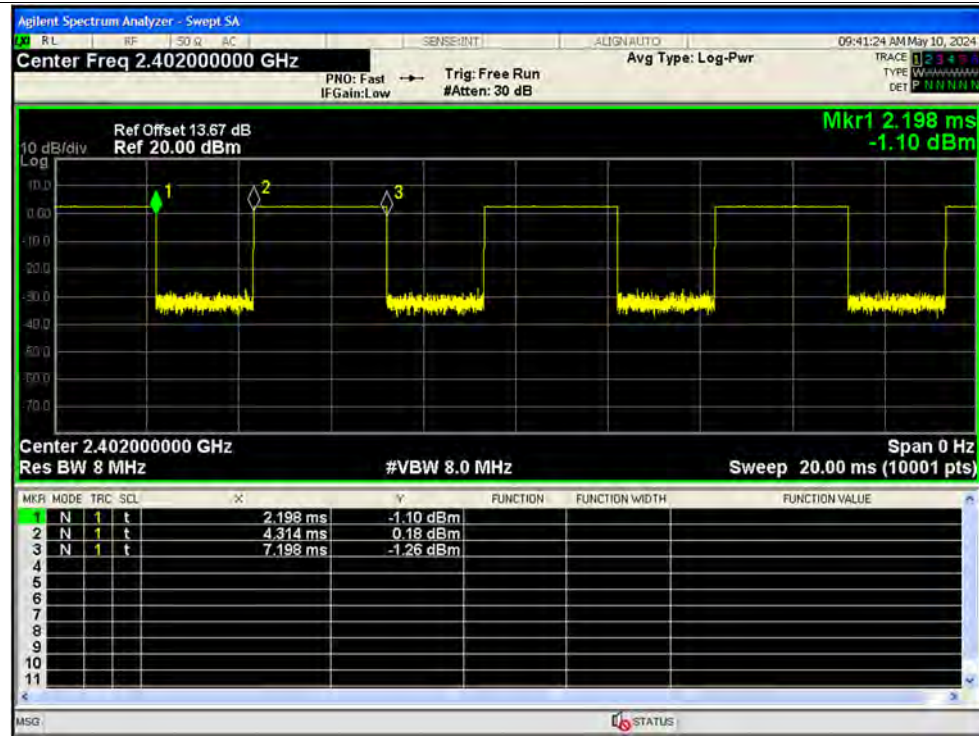 Agilent Spectrum Analyzer - Swept SA
RL RF 50 Ω AC SENSE:INT ALIGNAUTO 09:41:24 AM May 10, 2024
Center Freq 2.402000000 GHz
PNO: Fast
IFGain:Low
Trig: Free Run
#Atten: 30 dB
Avg Type: Log-Pwr
TRACE 1 2 3 4 5 6
TYPE W
DET P N N N N N
Mkr1 2.198 ms
-1.10 dBm
Ref Offset 13.67 dB
10 dB/div Ref 20.00 dBm
Log
10.0
0.00
-10.0
-20.0
-30.0
-40.0
-50.0
-60.0
-70.0
1
2
3
Center 2.402000000 GHz Span 0 Hz
Res BW 8 MHz #VBW 8.0 MHz Sweep 20.00 ms (10001 pts)
MKR MODE TRC SCL X Y FUNCTION FUNCTION WIDTH FUNCTION VALUE
1 N 1 t 2.198 ms -1.10 dBm
2 N 1 t 4.314 ms 0.18 dBm
3 N 1 t 7.198 ms -1.26 dBm
4
5
6
7
8
9
10
11
MSG STATUS